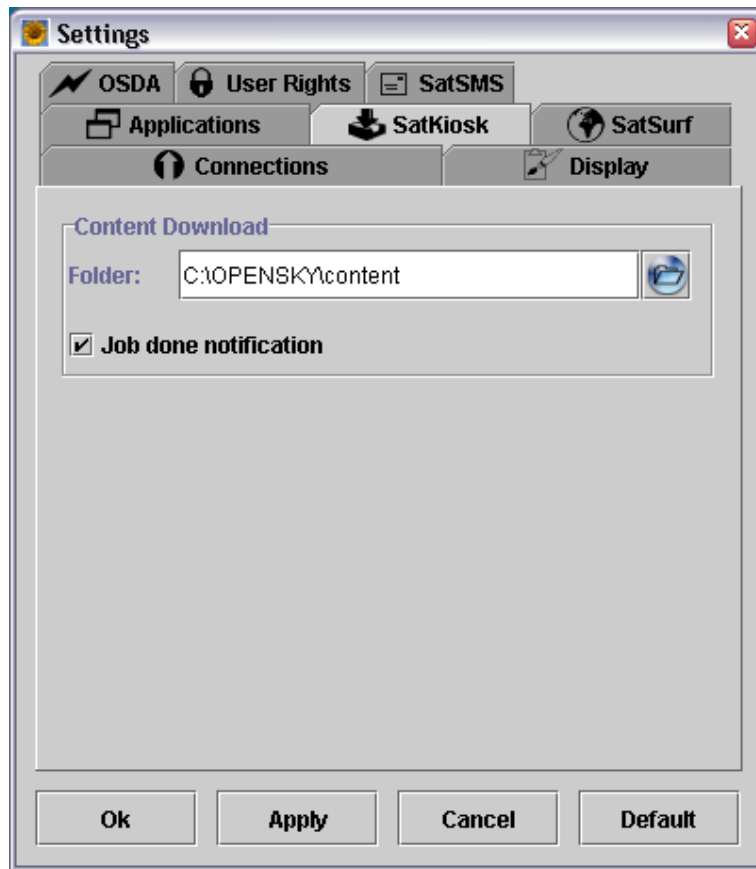 Settings
OSDA User Rights SatSMS
Applications SatKiosk SatSurf
Connections Display
Content Download
Folder: C:\OPENSKY\content
Job done notification
Ok Apply Cancel Default